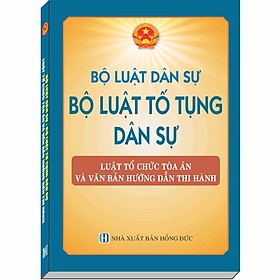 BỘ LUẬT DÂN SỰ
BỘ LUẬT TỐ TỤNG
DÂN SỰ
LUẬT TỔ CHỨC TÒA ÁN
VÀ VĂN BẢN HƯỚNG DẪN THI HÀNH
NHÀ XUẤT BẢN HỒNG ĐỨC